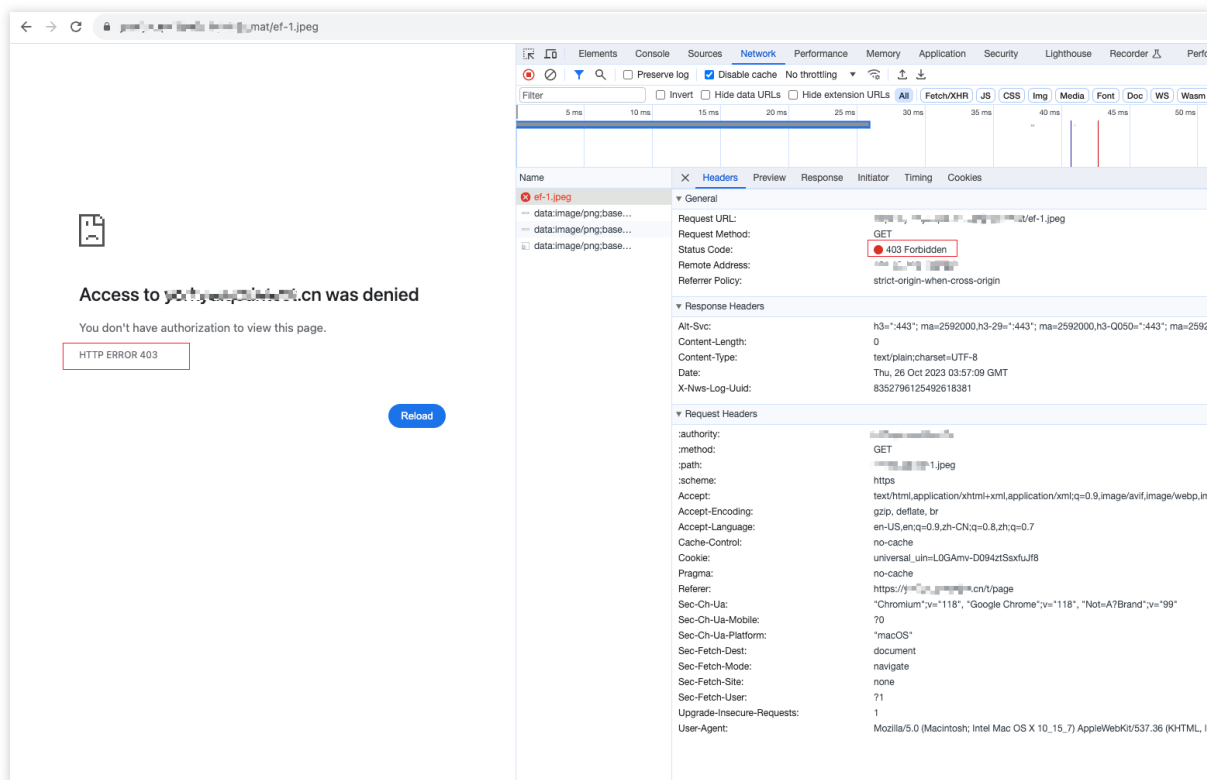 mat/ef-1.jpeg
Elements Console Sources Network Performance Memory Application Security Lighthouse Recorder Perfo
Preserve log Disable cache No throttling
Filter Invert Hide data URLs Hide extension URLs All Fetch/XHR JS CSS Img Media Font Doc WS Wasm
5 ms 10 ms 15 ms 20 ms 25 ms 30 ms 35 ms 40 ms 45 ms 50 ms
Name
ef-1.jpeg
data:image/png;base...
data:image/png;base...
data:image/png;base...
Headers Preview Response Initiator Timing Cookies
General
Request URL: t/ef-1.jpeg
Request Method: GET
Status Code: 403 Forbidden
Remote Address:
Referrer Policy: strict-origin-when-cross-origin
Response Headers
Alt-Svc: h3=":443"; ma=2592000,h3-29=":443"; ma=2592000,h3-Q050=":443"; ma=2592
Content-Length: 0
Content-Type: text/plain;charset=UTF-8
Date: Thu, 26 Oct 2023 03:57:09 GMT
X-Nws-Log-Uuid: 8352796125492618381
Request Headers
:authority:
:method: GET
:path: -1.jpeg
:scheme: https
Accept: text/html,application/xhtml+xml,application/xml;q=0.9,image/avif,image/webp,im
Accept-Encoding: gzip, deflate, br
Accept-Language: en-US,en;q=0.9,zh-CN;q=0.8,zh;q=0.7
Cache-Control: no-cache
Cookie: universal_uin=L0GAmv-D094ztSsxfuJf8
Pragma: no-cache
Referer: https:// .cn/t/page
Sec-Ch-Ua: "Chromium";v="118", "Google Chrome";v="118", "Not=A?Brand";v="99"
Sec-Ch-Ua-Mobile: ?0
Sec-Ch-Ua-Platform: "macOS"
Sec-Fetch-Dest: document
Sec-Fetch-Mode: navigate
Sec-Fetch-Site: none
Sec-Fetch-User: ?1
Upgrade-Insecure-Requests: 1
User-Agent: Mozilla/5.0 (Macintosh; Intel Mac OS X 10_15_7) AppleWebKit/537.36 (KHTML, l
Access to .cn was denied
You don't have authorization to view this page.
HTTP ERROR 403
Reload